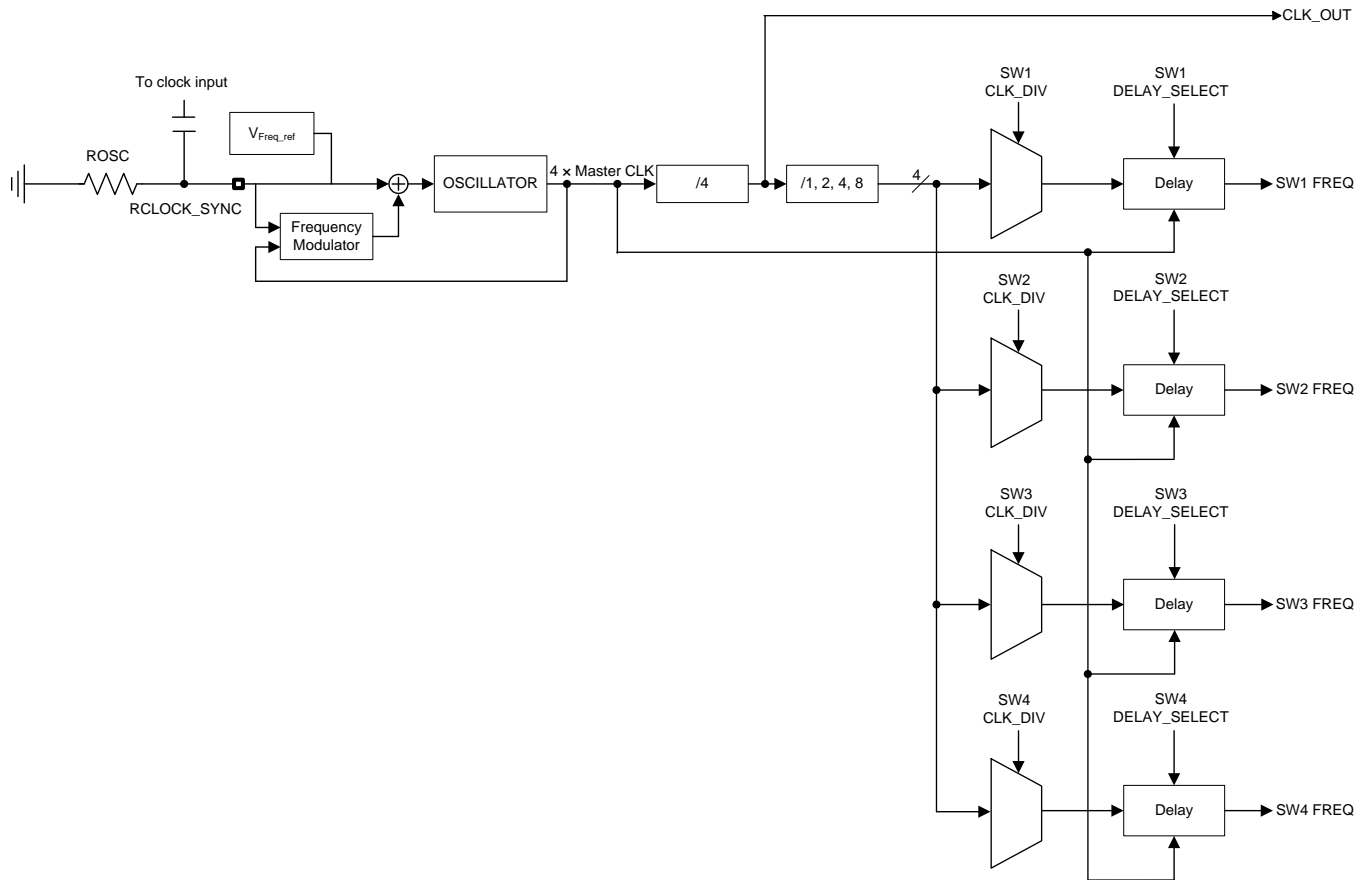 CLK_OUT
To clock input
SW1
CLK_DIV
SW1
DELAY_SELECT
VFreq_ref
ROSC
RCLOCK_SYNC
OSCILLATOR
4 × Master CLK
/4
/1, 2, 4, 8
4
Delay
SW1 FREQ
Frequency
Modulator
SW2
CLK_DIV
SW2
DELAY_SELECT
Delay
SW2 FREQ
SW3
CLK_DIV
SW3
DELAY_SELECT
Delay
SW3 FREQ
SW4
CLK_DIV
SW4
DELAY_SELECT
Delay
SW4 FREQ